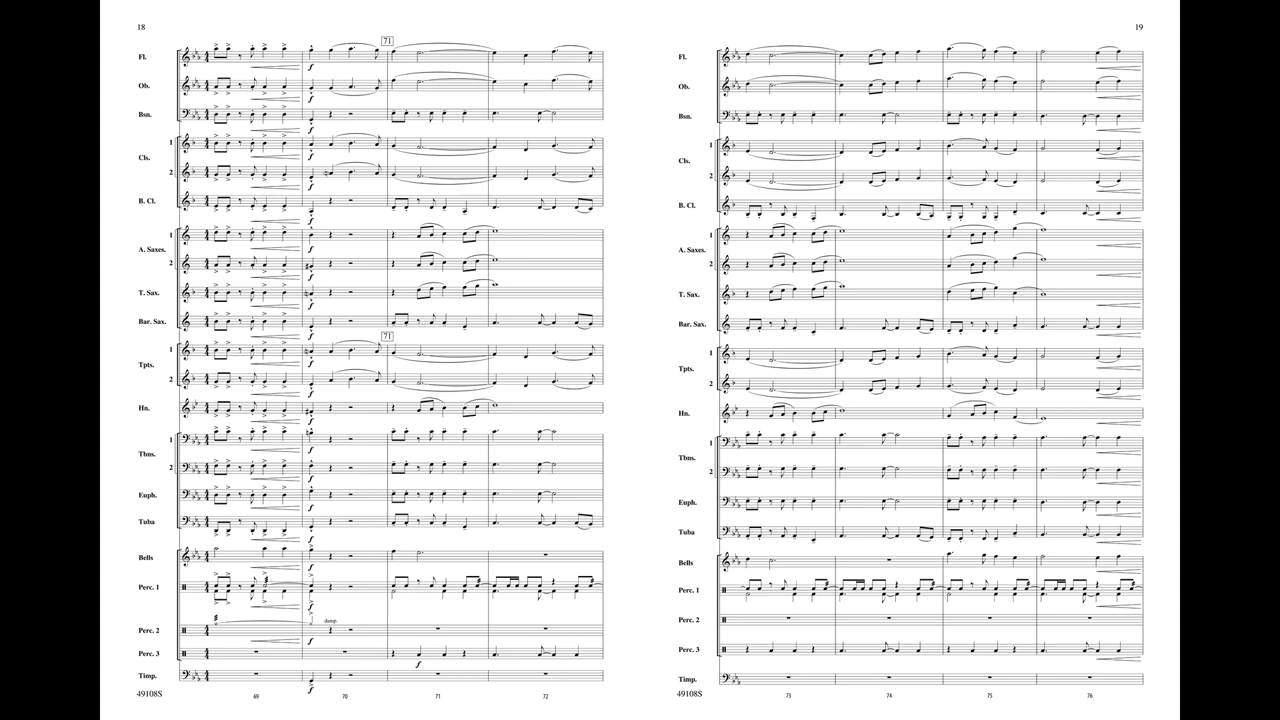 18
71
Fl.
Ob.
Bsn.
1
Cls.
2
B. Cl.
1
A. Saxes.
2
T. Sax.
Bar. Sax.
71
1
Tpts.
2
Hn.
1
Tbns.
2
Euph.
Tuba
Bells
Perc. 1
damp.
Perc. 2
Perc. 3
Timp.
49108S
69 70 71 72
19
Fl.
Ob.
Bsn.
1
Cls.
2
B. Cl.
1
A. Saxes.
2
T. Sax.
Bar. Sax.
1
Tpts.
2
Hn.
1
Tbns.
2
Euph.
Tuba
Bells
Perc. 1
Perc. 2
Perc. 3
Timp.
49108S
73 74 75 76